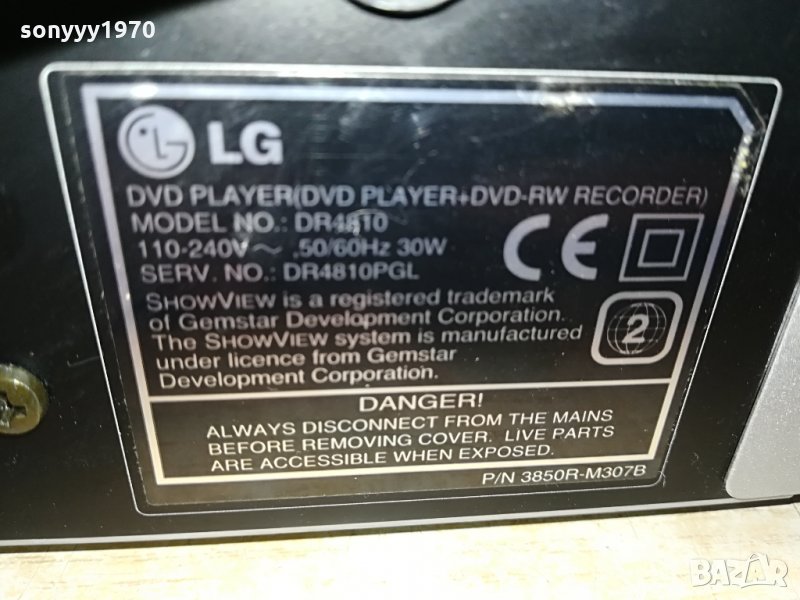 sonyyy1970
LG
DVD PLAYER(DVD PLAYER+DVD-RW RECORDER)
MODEL NO.: DR4810
110-240V~ .50/60Hz 30W
SERV. NO.: DR4810PGL
CE
SHOWVIEW is a registered trademark
of Gemstar Development Corporation.
The SHOWVIEW system is manufactured
under licence from Gemstar
Development Corporation.
2
DANGER!
ALWAYS DISCONNECT FROM THE MAINS
BEFORE REMOVING COVER. LIVE PARTS
ARE ACCESSIBLE WHEN EXPOSED.
P/N 3850R-M307B
BAZAR